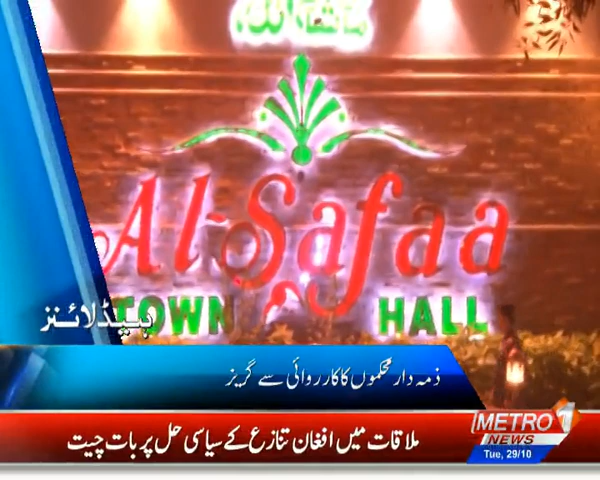 ماشاءاللہ
Al-Safaa
TOWN HALL
ہیڈلائنز
ذمہ دار محکموں کا کارروائی سے گریز
ملاقات میں افغان تنازع کے سیاسی حل پر بات چیت
METRO 1
NEWS
Tue, 29/10